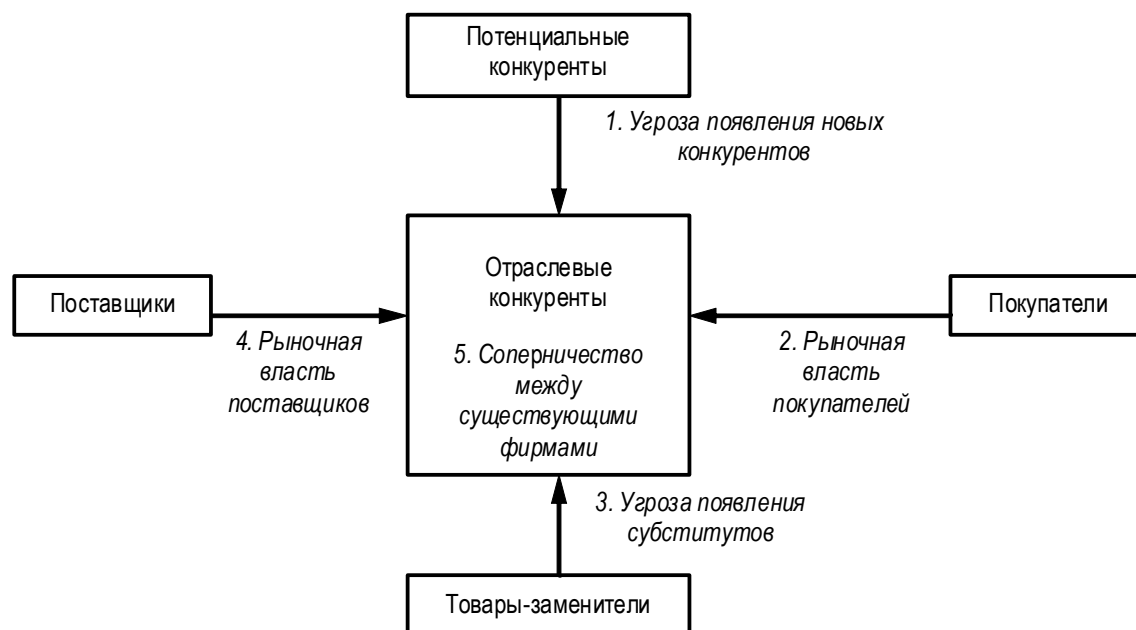 Потенциальные
конкуренты
1. Угроза появления новых
конкурентов
Отраслевые
конкуренты
Поставщики
Покупатели
4. Рыночная
власть
поставщиков
5. Соперничество
между
существующими
фирмами
2. Рыночная
власть
покупателей
3. Угроза появления
субститутов
Товары-заменители